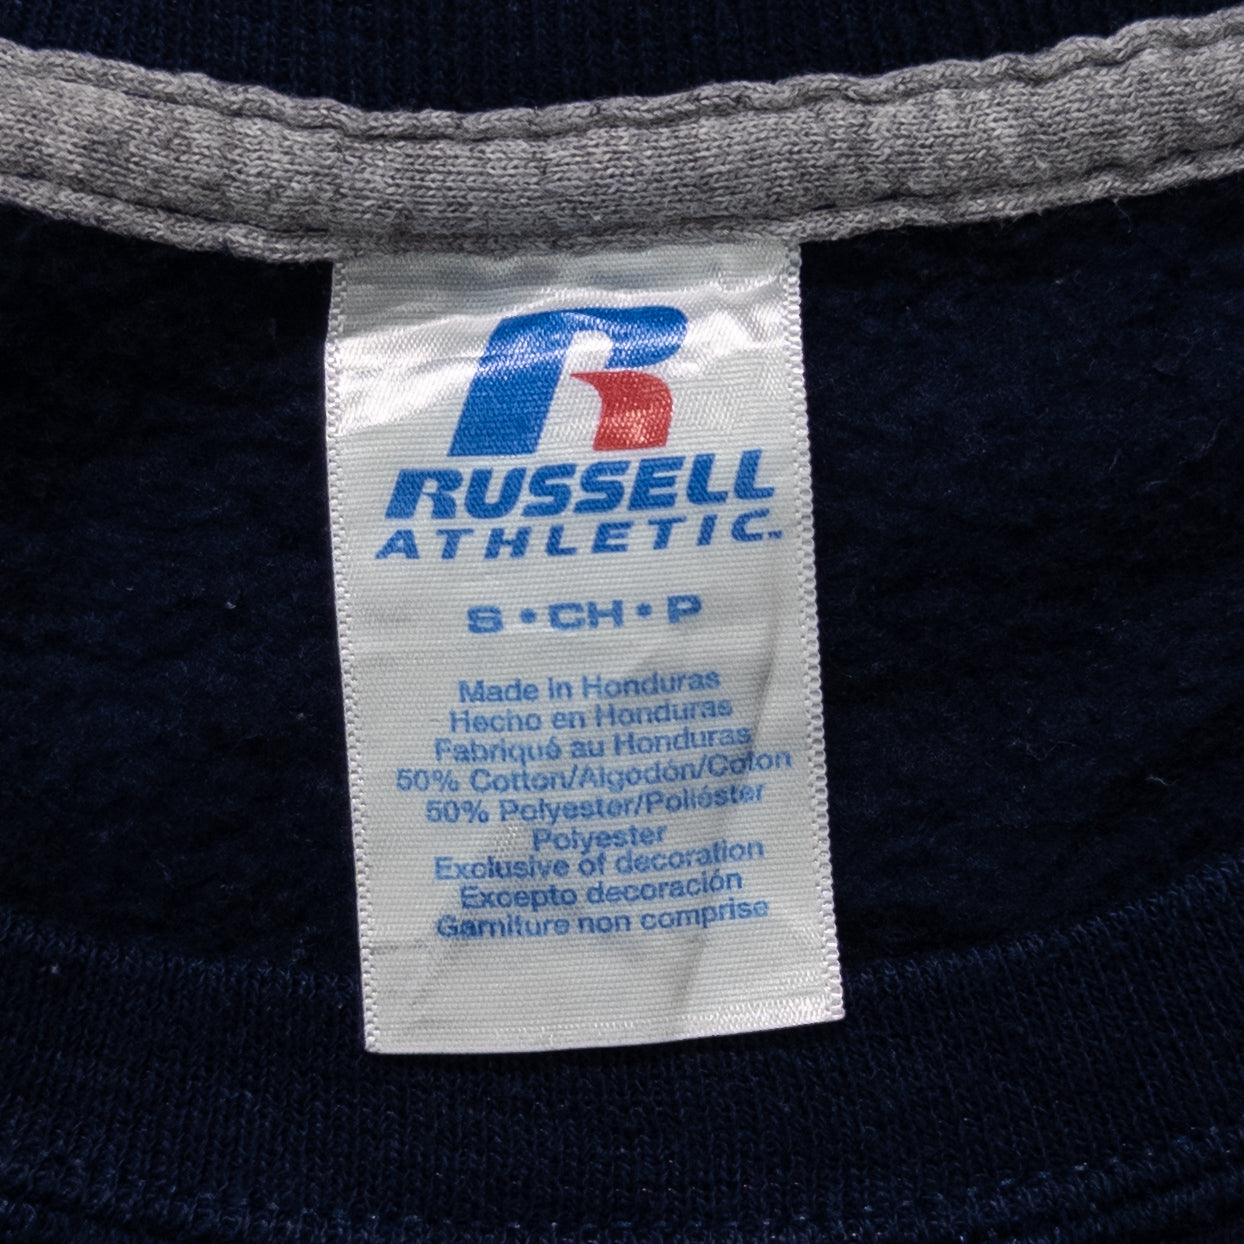 R
RUSSELL
ATHLETIC™
S • CH • P
Made in Honduras
Hecho en Honduras
Fabriqué au Honduras
50% Cotton/Algodón/Coton
50% Polyester/Poliéster
Polyester
Exclusive of decoration
Excepto decoración
Garniture non comprise